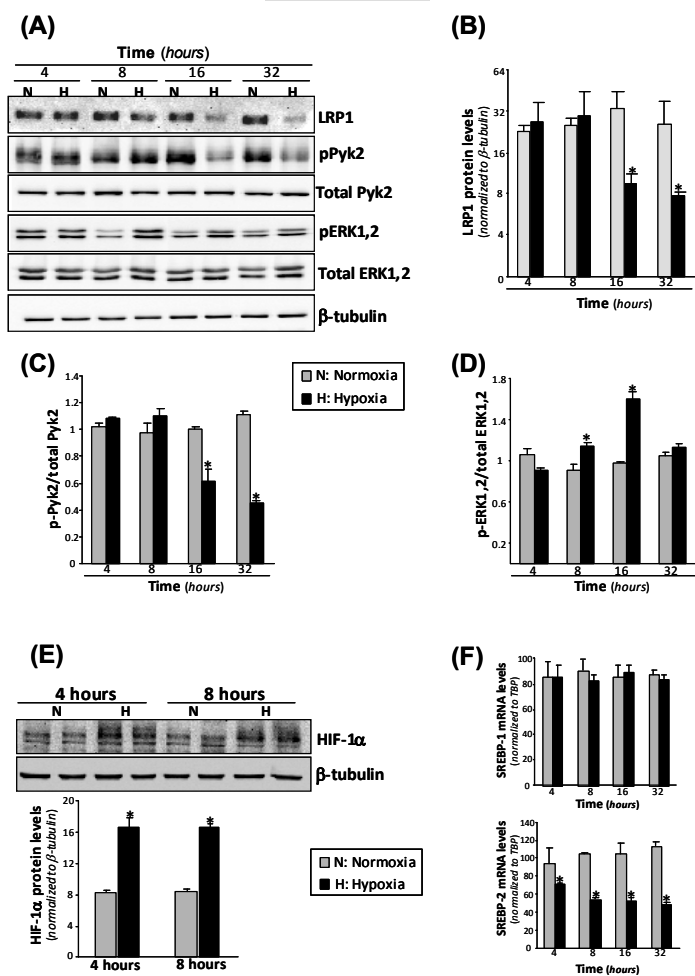 (A)
Time (hours)
4 8 16 32
N H N H N H N H
LRP1
pPyk2
Total Pyk2
pERK1,2
Total ERK1,2
β-tubulin
(B)
LRP1 protein levels
(normalized to β-tubulin)
64
32
16
8
4
0
*
*
4 8 16 32
Time (hours)
(C)
p-Pyk2/total Pyk2
1.4
1.2
1
0.8
0.6
0.4
0.2
0
*
*
4 8 16 32
Time (hours)
N: Normoxia
H: Hypoxia
(D)
p-ERK1,2/total ERK1,2
1.8
1.4
1
0.6
0.2
*
*
4 8 16 32
Time (hours)
(E)
4 hours 8 hours
N H N H
HIF-1α
β-tubulin
HIF-1α protein levels
(normalized to β-tubulin)
20
16
12
8
4
0
*
*
4 hours 8 hours
N: Normoxia
H: Hypoxia
(F)
SREBP-1 mRNA levels
(normalized to TBP)
100
80
60
40
20
0
4 8 16 32
Time (hours)
SREBP-2 mRNA levels
(normalized to TBP)
140
120
100
80
60
40
20
0
*
*
*
*
4 8 16 32
Time (hours)